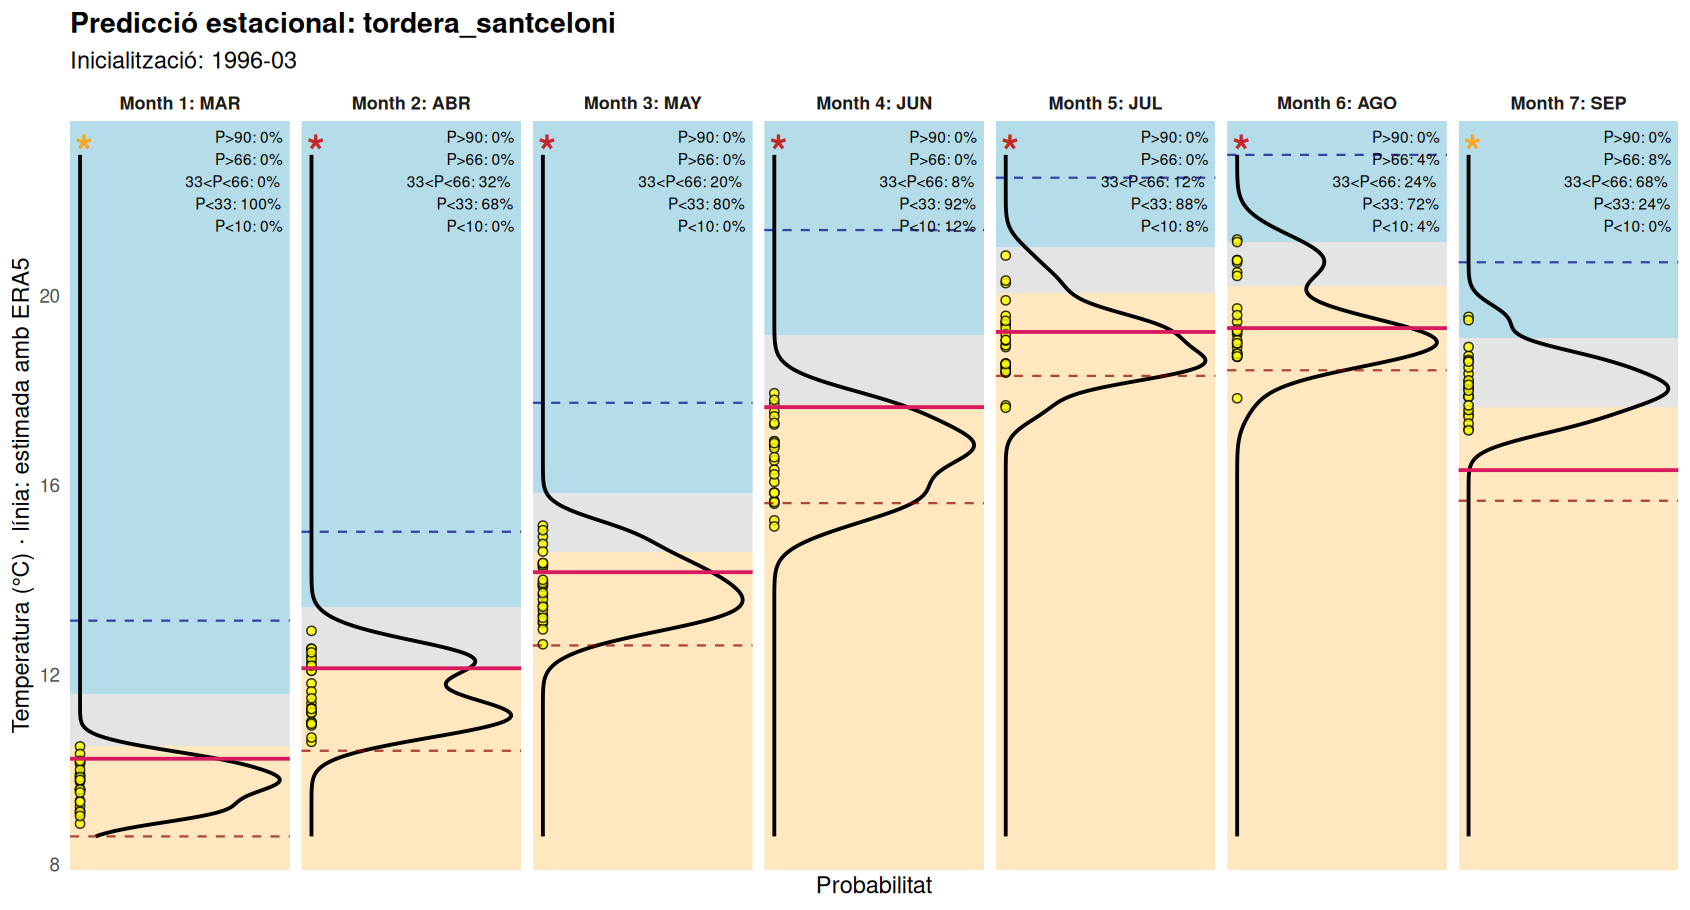 Predicció estacional: tordera_santceloni
Inicialització: 1996-03
Month 1: MAR
Month 2: ABR
Month 3: MAY
Month 4: JUN
Month 5: JUL
Month 6: AGO
Month 7: SEP
*
P>90: 0%
P>66: 0%
33<P<66: 0%
P<33: 100%
P<10: 0%
*
P>90: 0%
P>66: 0%
33<P<66: 32%
P<33: 68%
P<10: 0%
*
P>90: 0%
P>66: 0%
33<P<66: 20%
P<33: 80%
P<10: 0%
*
P>90: 0%
P>66: 0%
33<P<66: 8%
P<33: 92%
P<10: 12%
*
P>90: 0%
P>66: 0%
33<P<66: 12%
P<33: 88%
P<10: 8%
*
P>90: 0%
P>66: 4%
33<P<66: 24%
P<33: 72%
P<10: 4%
*
P>90: 0%
P>66: 8%
33<P<66: 68%
P<33: 24%
P<10: 0%
Temperatura (°C) · línia: estimada amb ERA5
20
16
12
8
Probabilitat